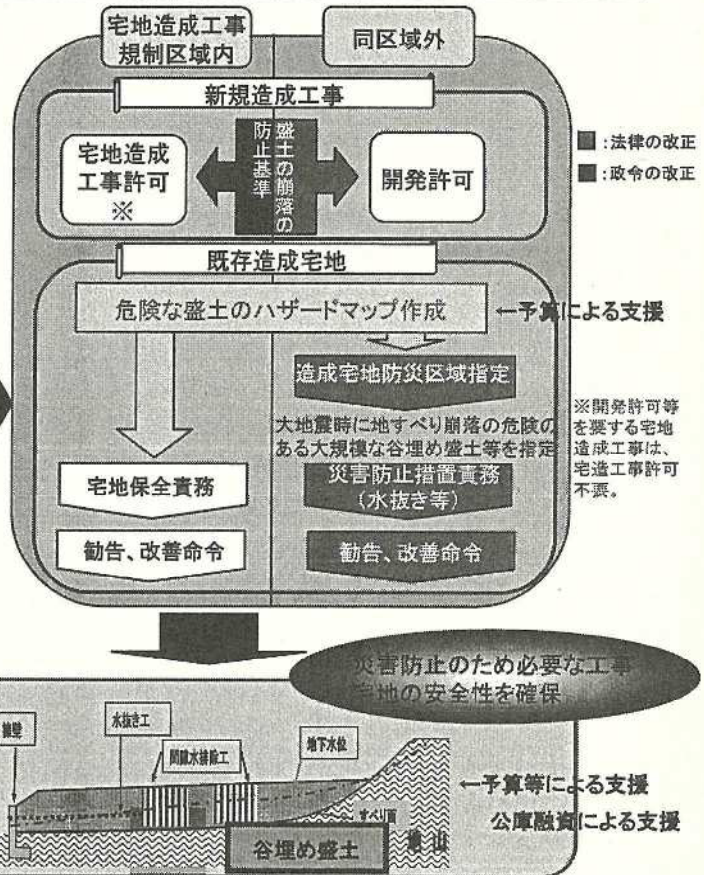 宅地造成工事
規制区域内
同区域外
新規造成工事
宅地造成
工事許可
※
盛土の崩落の
防止基準
開発許可
■:法律の改正
■:政令の改正
既存造成宅地
危険な盛土のハザードマップ作成
←予算による支援
造成宅地防災区域指定
大地震時に地すべり崩落の危険の
ある大規模な谷埋め盛土等を指定
※開発許可等
を要する宅地
造成工事は、
宅造工事許可
不要。
宅地保全責務
災害防止措置責務
(水抜き等)
勧告、改善命令
勧告、改善命令
災害防止のため必要な工事
宅地の安全性を確保
擁壁
水抜き工
間隙水排除工
地下水位
すべり面
地山
谷埋め盛土
←予算等による支援
公庫融資による支援